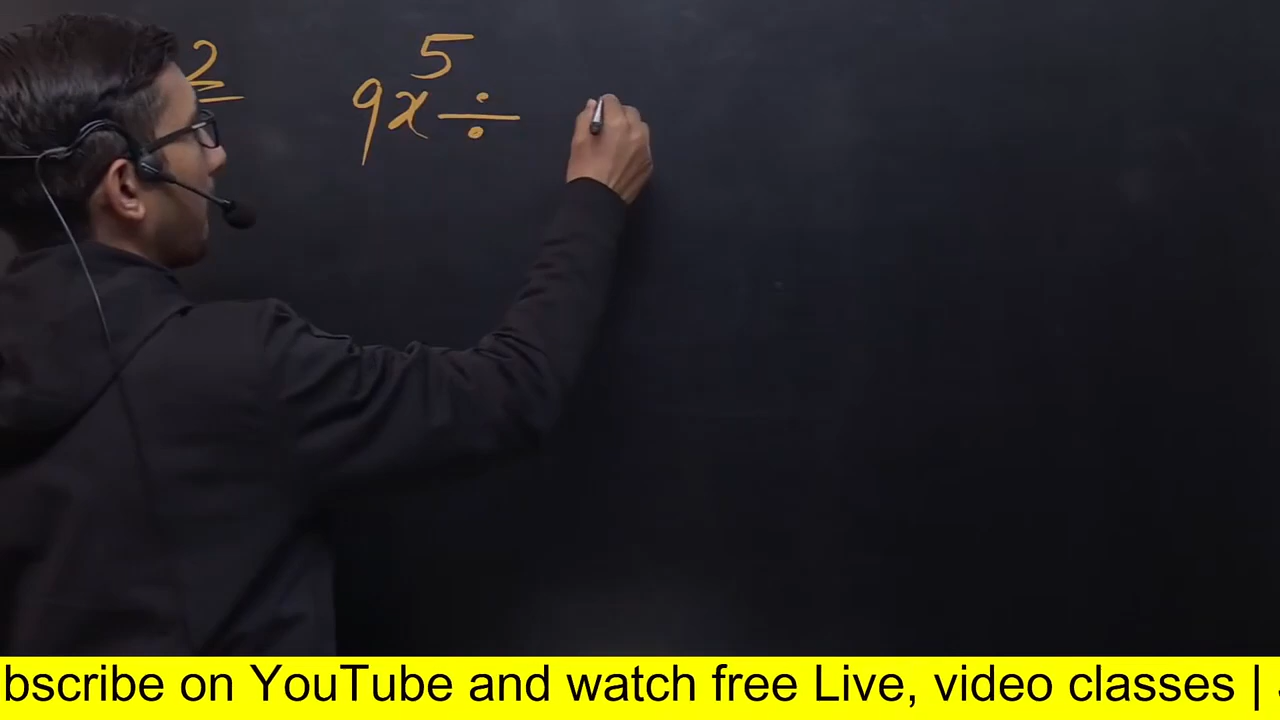 2 9x⁵ ÷
bscribe on YouTube and watch free Live, video classes |